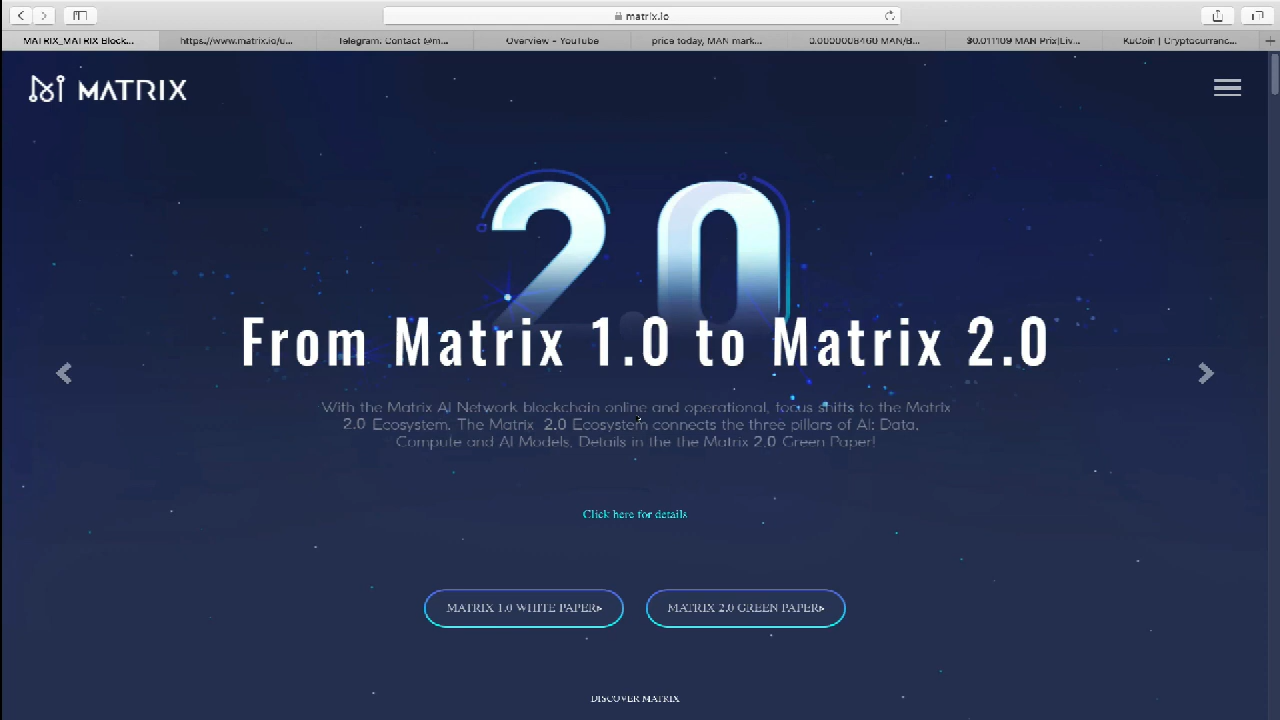 matrix.io
MATRIX_MATRIX Block...
https://www.matrix.io/u...
Telegram: Contact @m...
Overview - YouTube
price today, MAN mark...
0.0000008460 MAN/B...
$0.011109 MAN Prix|Liv...
KuCoin | Cryptocurrenc...
MATRIX
2.0
From Matrix 1.0 to Matrix 2.0
With the Matrix AI Network blockchain online and operational, focus shifts to the Matrix
2.0 Ecosystem. The Matrix 2.0 Ecosystem connects the three pillars of AI: Data,
Compute and AI Models. Details in the the Matrix 2.0 Green Paper!
Click here for details
MATRIX 1.0 WHITE PAPER
MATRIX 2.0 GREEN PAPER
DISCOVER MATRIX